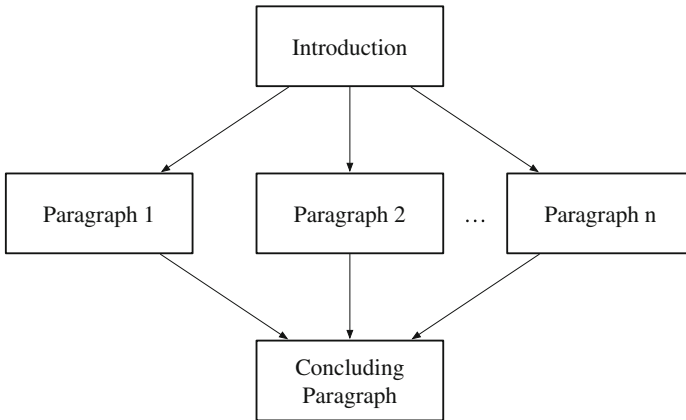 Introduction
Paragraph 1
Paragraph 2
…
Paragraph n
Concluding
Paragraph